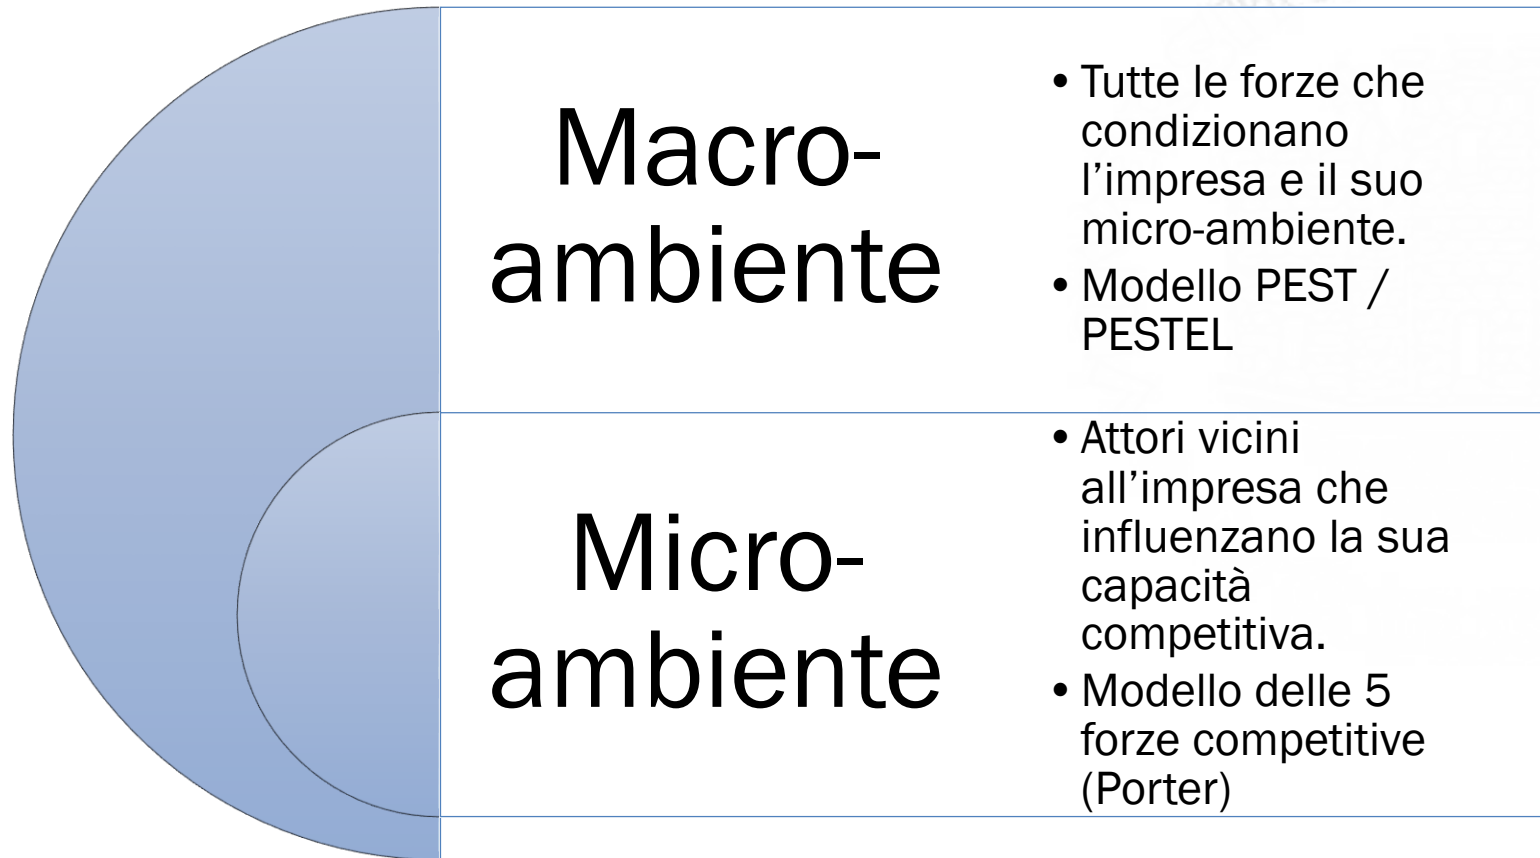 Macro-
ambiente
• Tutte le forze che
condizionano
l’impresa e il suo
micro-ambiente.
• Modello PEST /
PESTEL
Micro-
ambiente
• Attori vicini
all’impresa che
influenzano la sua
capacità
competitiva.
• Modello delle 5
forze competitive
(Porter)